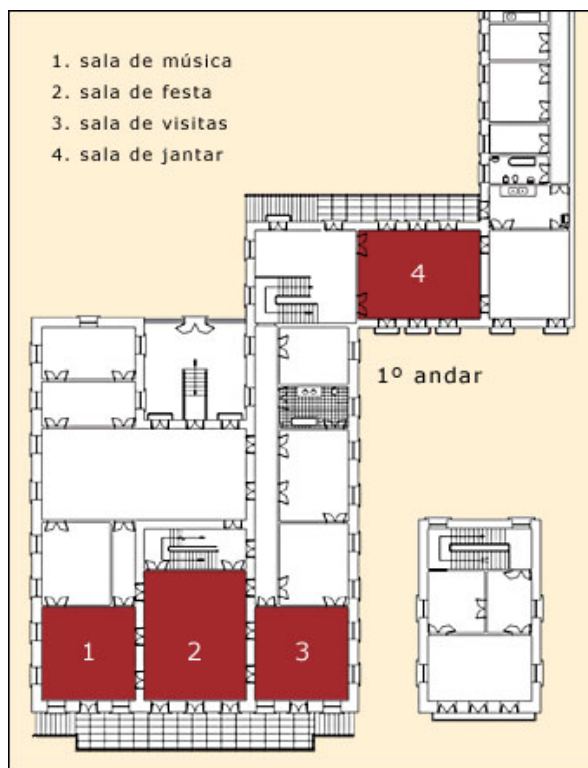 1. sala de música
2. sala de festa
3. sala de visitas
4. sala de jantar
4
1º andar
1
2
3